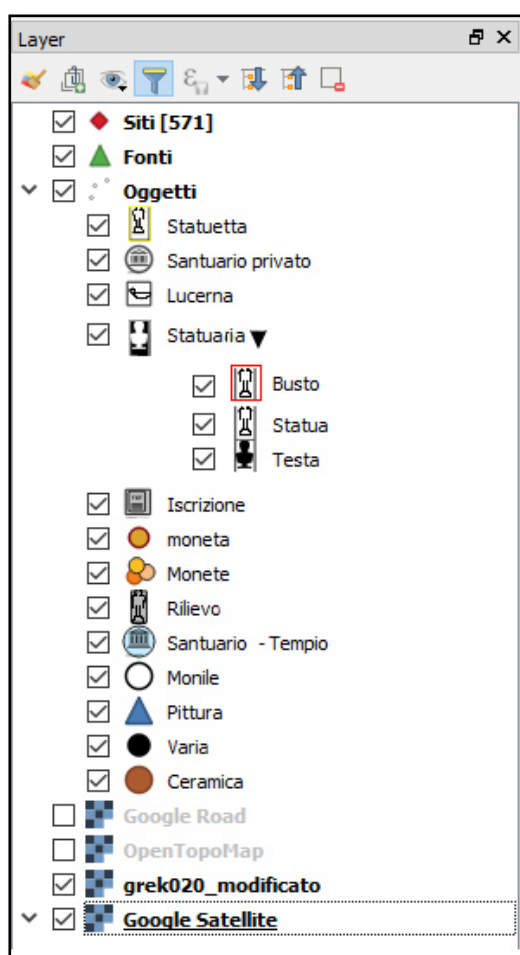 Layer
Siti [571]
Fonti
Oggetti
Statuetta
Santuario privato
Lucerna
Statuaria
Busto
Statua
Testa
Iscrizione
moneta
Monete
Rilievo
Santuario - Tempio
Monile
Pittura
Varia
Ceramica
Google Road
OpenTopoMap
grek020_modificato
Google Satellite